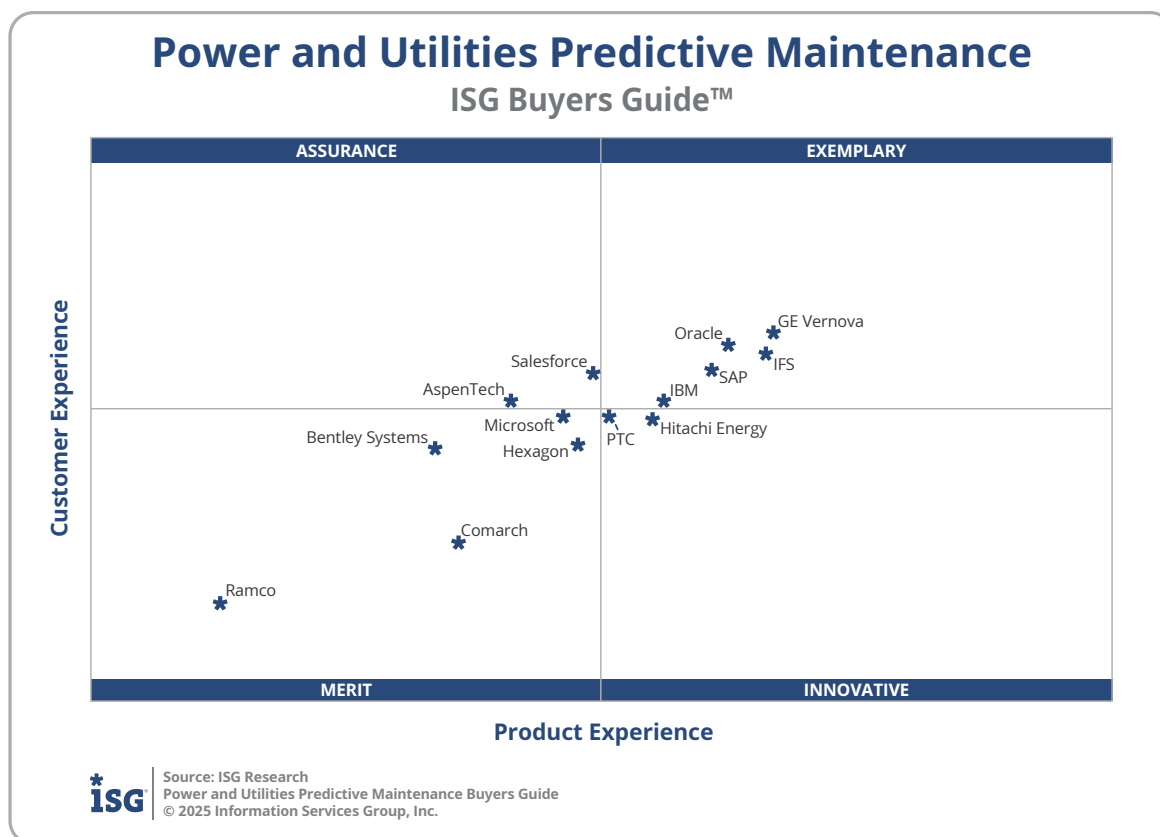 Power and Utilities Predictive Maintenance
ISG Buyers Guide™
ASSURANCE
EXEMPLARY
GE Vernova
Oracle
IFS
Salesforce
SAP
AspenTech
IBM
Microsoft
Hitachi Energy
Bentley Systems
PTC
Hexagon
Comarch
Ramco
Customer Experience
MERIT
INNOVATIVE
Product Experience
ISG
Source: ISG Research
Power and Utilities Predictive Maintenance Buyers Guide
© 2025 Information Services Group, Inc.